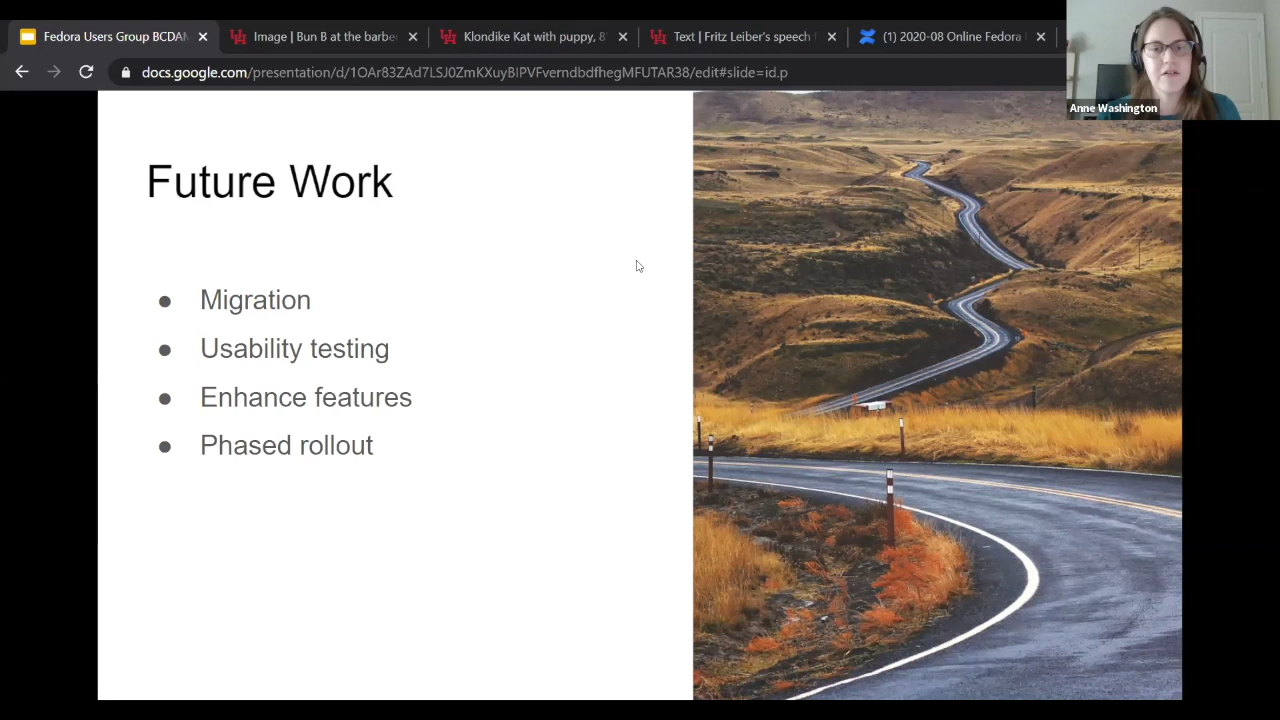 Fedora Users Group BCDAM
Image | Bun B at the barbe
Klondike Kat with puppy, 8
Text | Fritz Leiber's speech
(1) 2020-08 Online Fedora
docs.google.com/presentation/d/1OAr83ZAd7LSJ0ZmKXuyBIPVFverndbdfhegMFUTAR38/edit#slide=id.p
Anne Washington
Future Work
● Migration
● Usability testing
● Enhance features
● Phased rollout